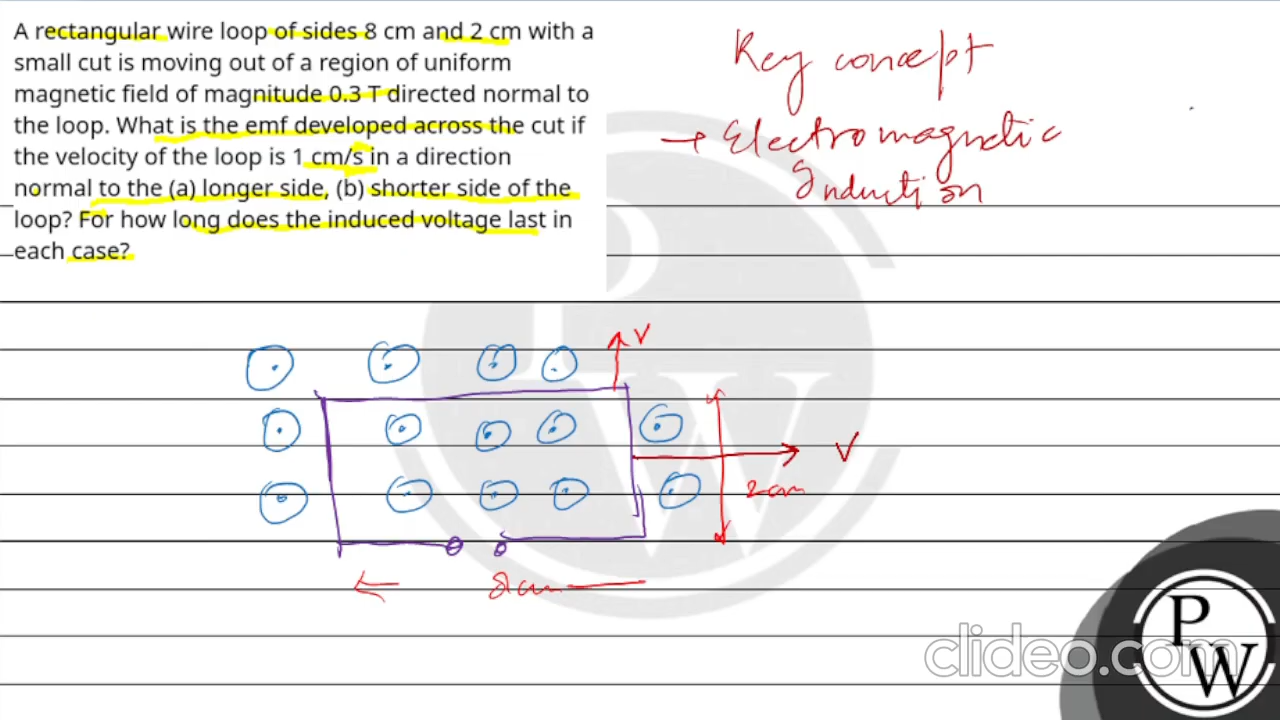 A rectangular wire loop of sides 8 cm and 2 cm with a
small cut is moving out of a region of uniform
magnetic field of magnitude 0.3 T directed normal to
the loop. What is the emf developed across the cut if
the velocity of the loop is 1 cm/s in a direction
normal to the (a) longer side, (b) shorter side of the
loop? For how long does the induced voltage last in
each case?
Key concept
→ Electromagnetic
Induction
V
V
2cm
8cm
P
W
P
W
clideo.com